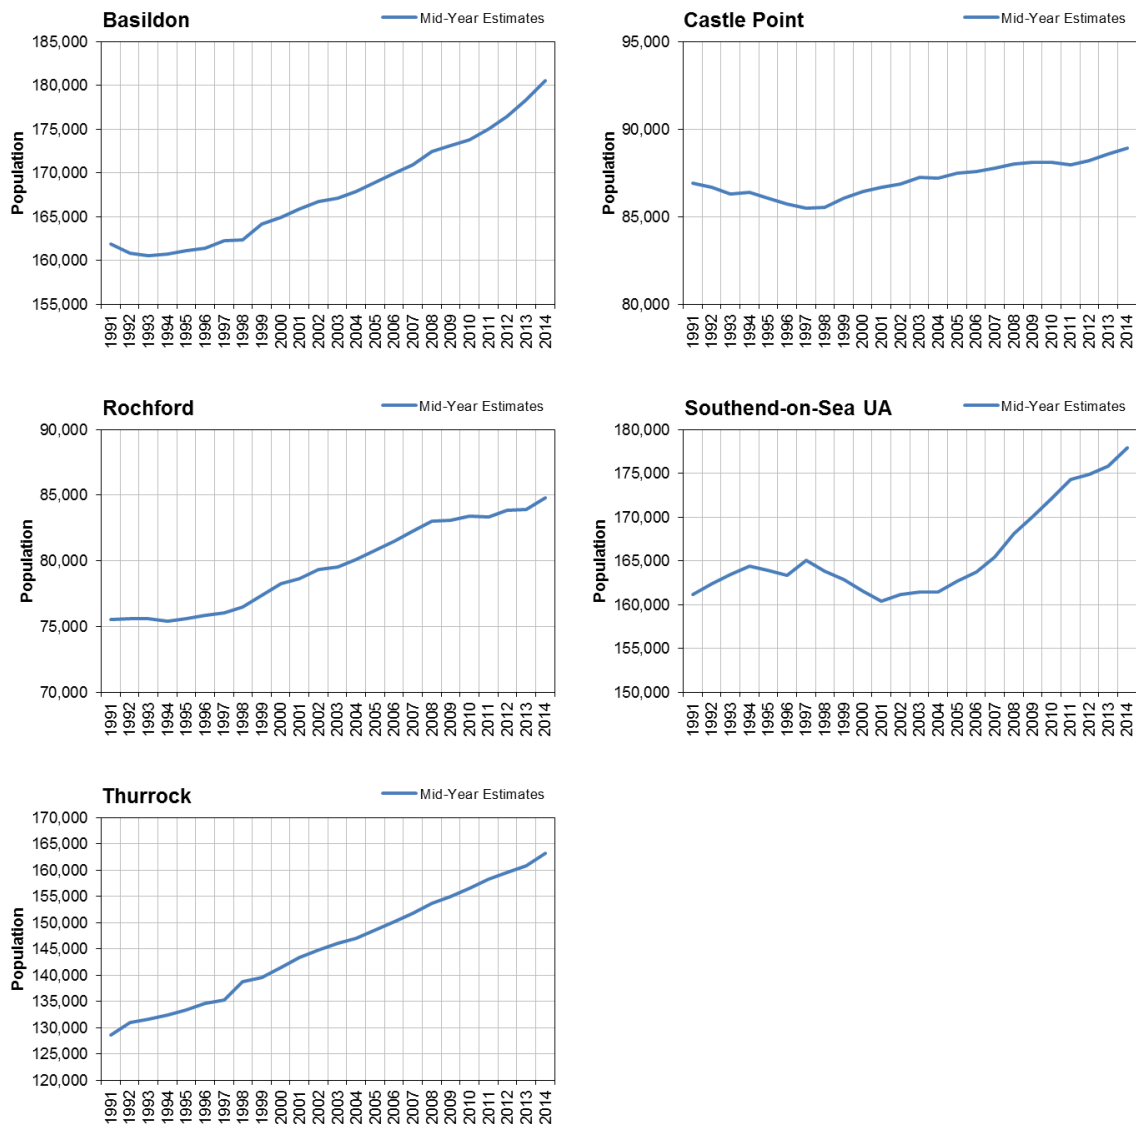 Basildon
Mid-Year Estimates
Population
185,000
180,000
175,000
170,000
165,000
160,000
155,000
1991 1992 1993 1994 1995 1996 1997 1998 1999 2000 2001 2002 2003 2004 2005 2006 2007 2008 2009 2010 2011 2012 2013 2014
Castle Point
Mid-Year Estimates
Population
95,000
90,000
85,000
80,000
1991 1992 1993 1994 1995 1996 1997 1998 1999 2000 2001 2002 2003 2004 2005 2006 2007 2008 2009 2010 2011 2012 2013 2014
Rochford
Mid-Year Estimates
Population
90,000
85,000
80,000
75,000
70,000
1991 1992 1993 1994 1995 1996 1997 1998 1999 2000 2001 2002 2003 2004 2005 2006 2007 2008 2009 2010 2011 2012 2013 2014
Southend-on-Sea UA
Mid-Year Estimates
Population
180,000
175,000
170,000
165,000
160,000
155,000
150,000
1991 1992 1993 1994 1995 1996 1997 1998 1999 2000 2001 2002 2003 2004 2005 2006 2007 2008 2009 2010 2011 2012 2013 2014
Thurrock
Mid-Year Estimates
Population
170,000
165,000
160,000
155,000
150,000
145,000
140,000
135,000
130,000
125,000
120,000
1991 1992 1993 1994 1995 1996 1997 1998 1999 2000 2001 2002 2003 2004 2005 2006 2007 2008 2009 2010 2011 2012 2013 2014